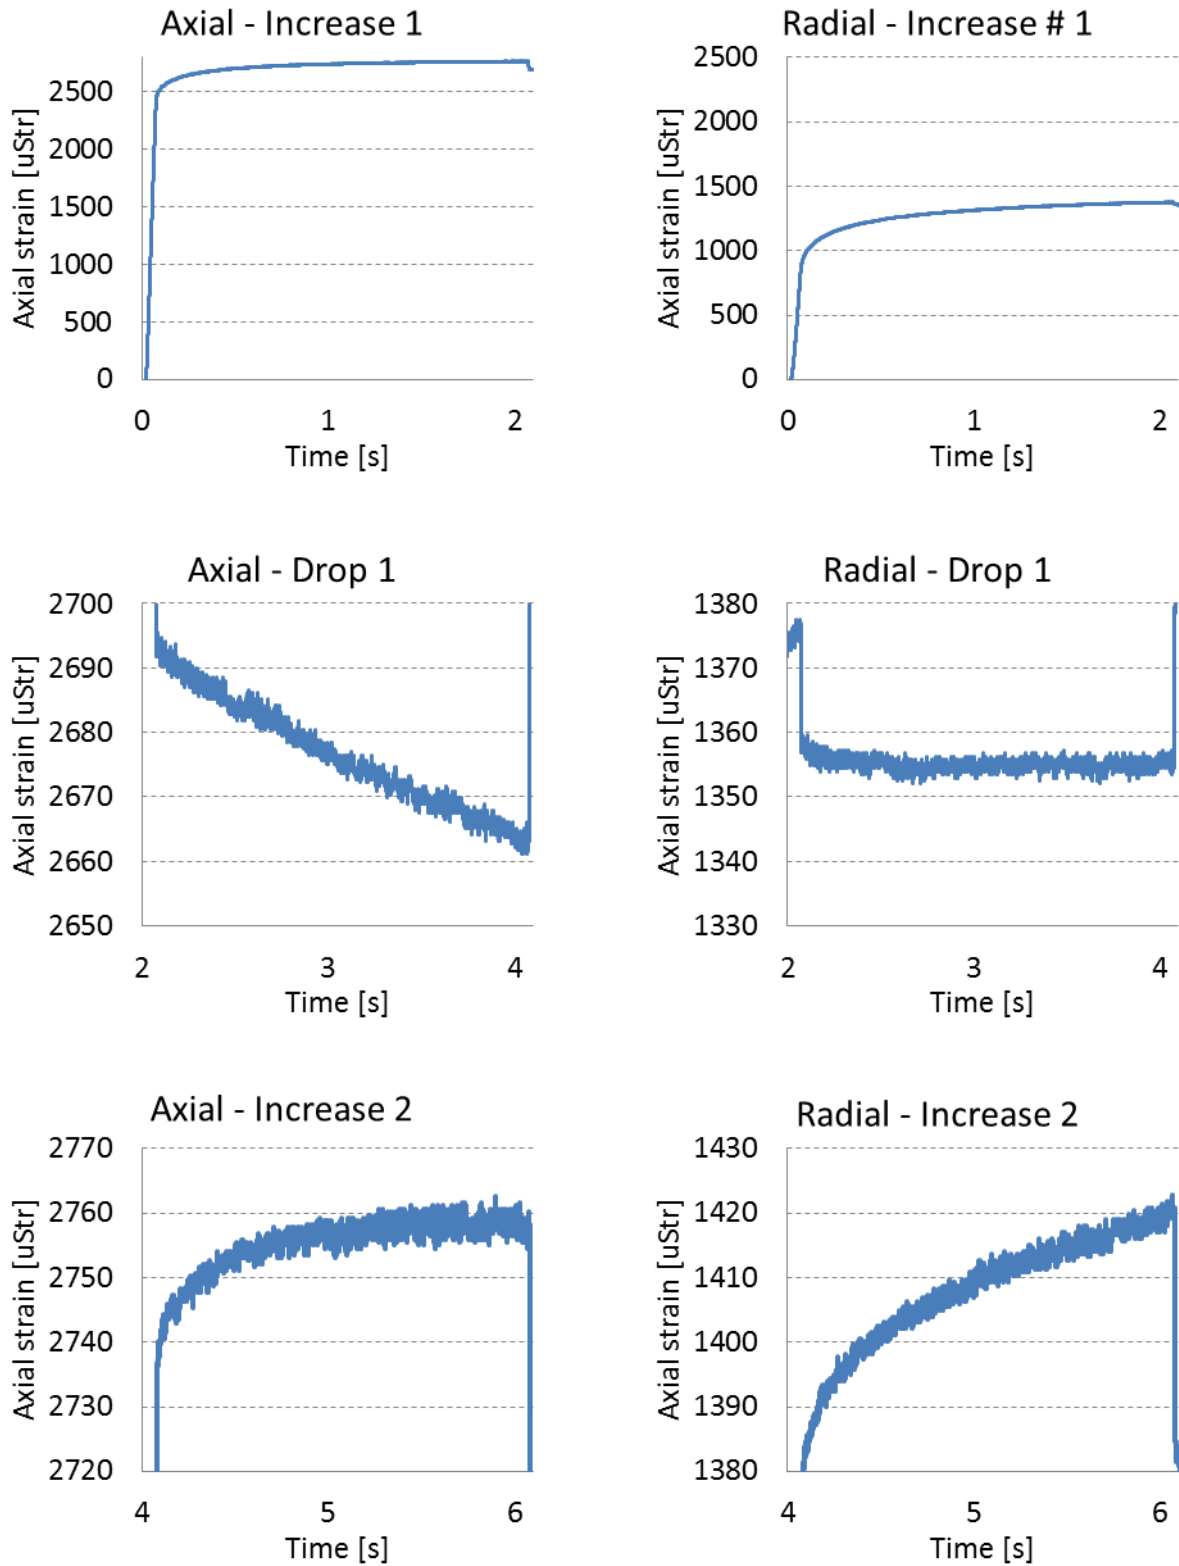 Axial - Increase 1
Axial strain [uStr]
2500
2000
1500
1000
500
0
0 1 2
Time [s]
Radial - Increase # 1
Axial strain [uStr]
2500
2000
1500
1000
500
0
0 1 2
Time [s]
Axial - Drop 1
Axial strain [uStr]
2700
2690
2680
2670
2660
2650
2 3 4
Time [s]
Radial - Drop 1
Axial strain [uStr]
1380
1370
1360
1350
1340
1330
2 3 4
Time [s]
Axial - Increase 2
Axial strain [uStr]
2770
2760
2750
2740
2730
2720
4 5 6
Time [s]
Radial - Increase 2
Axial strain [uStr]
1430
1420
1410
1400
1390
1380
4 5 6
Time [s]